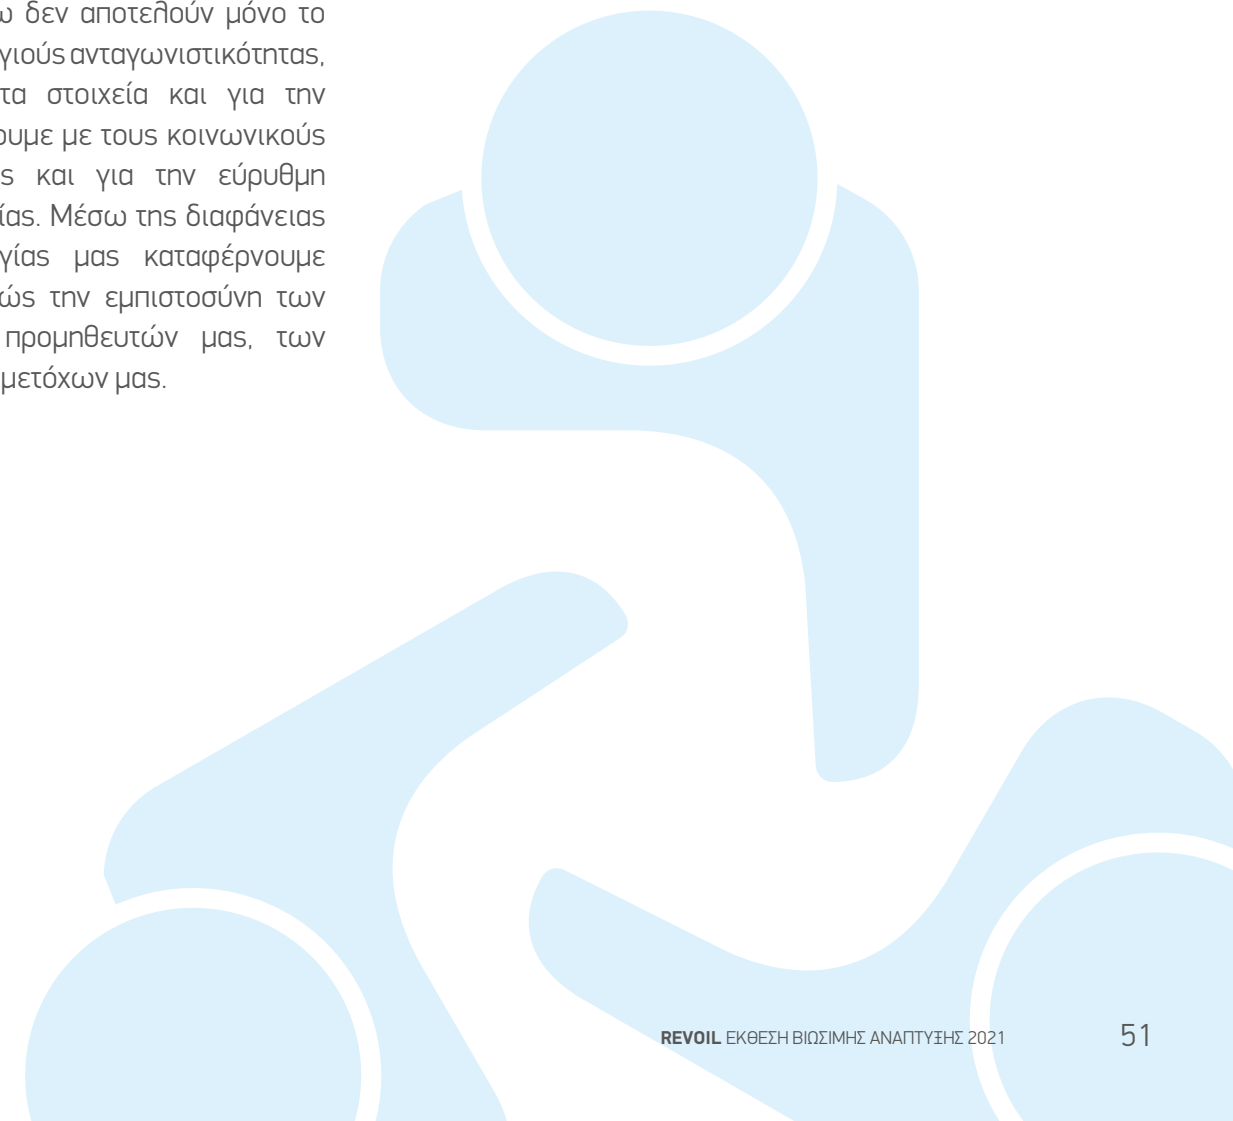 ω δεν αποτελούν μόνο το
γιούς ανταγωνιστικότητας,
τα στοιχεία και για την
ουμε με τους κοινωνικούς
ς και για την εύρυθμη
ίας. Μέσω της διαφάνειας
γίας μας καταφέρνουμε
ώς την εμπιστοσύνη των
προμηθευτών μας, των
μετόχων μας.
REVOIL ΕΚΘΕΣΗ ΒΙΩΣΙΜΗΣ ΑΝΑΠΤΥΞΗΣ 2021 51